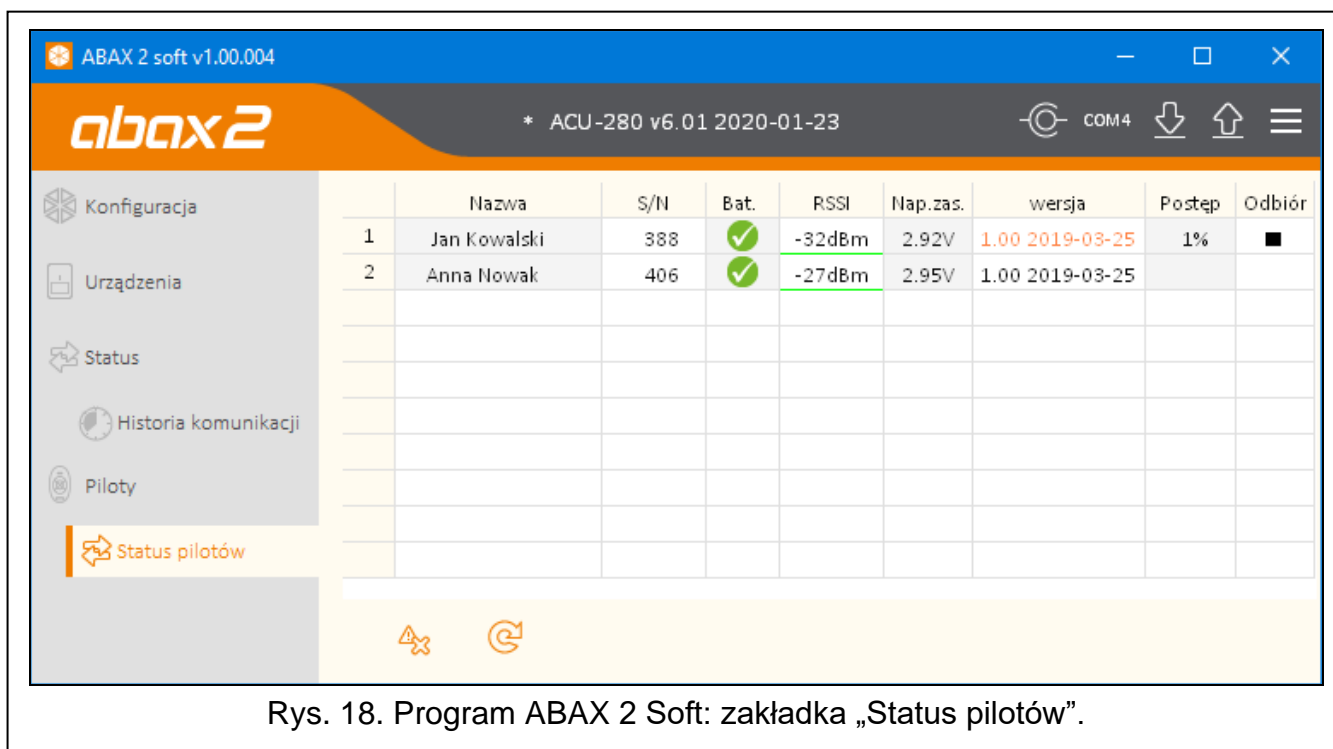 ABAX 2 soft v1.00.004
abax2
* ACU-280 v6.01 2020-01-23
COM4
Konfiguracja
Urządzenia
Status
Historia komunikacji
Piloty
Status pilotów
Nazwa S/N Bat. RSSI Nap.zas. wersja Postęp Odbiór
1 Jan Kowalski 388 -32dBm 2.92V 1.00 2019-03-25 1%
2 Anna Nowak 406 -27dBm 2.95V 1.00 2019-03-25
Rys. 18. Program ABAX 2 Soft: zakładka „Status pilotów”.